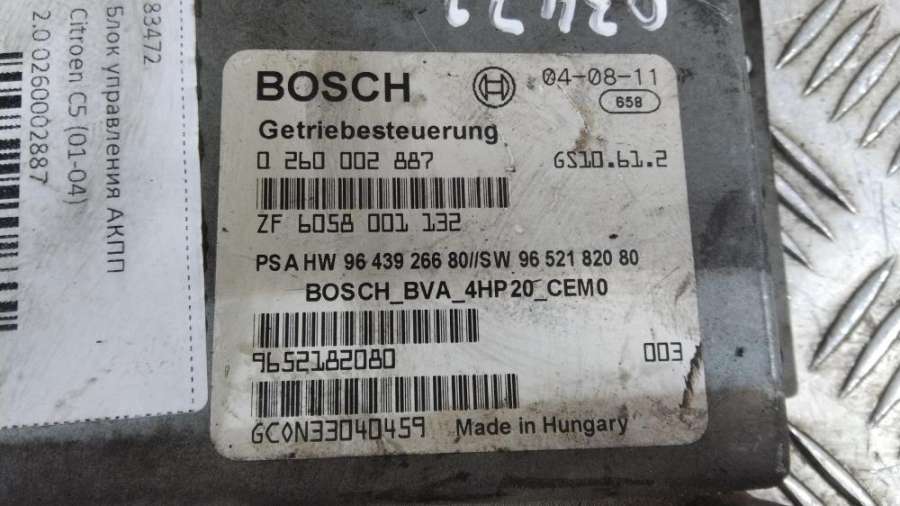 83472
Блок управления АКПП
Citroen C5 (01-04)
2.0 0260002887
BOSCH 04-08-11
658
Getriebesteuerung
0 260 002 887 GS10.61.2
ZF 6058 001 132
PSA HW 96 439 266 80//SW 96 521 820 80
BOSCH_BVA_4HP20_CEM0
9652182080 003
GC0N33040459 Made in Hungary